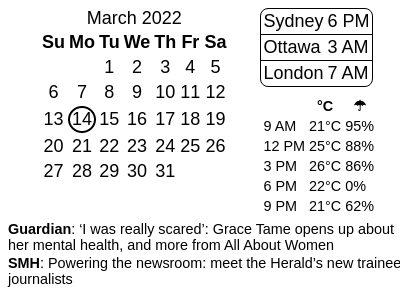 March 2022
Su Mo Tu We Th Fr Sa
1 2 3 4 5
6 7 8 9 10 11 12
13 14 15 16 17 18 19
20 21 22 23 24 25 26
27 28 29 30 31
Sydney 6 PM
Ottawa 3 AM
London 7 AM
°C ☂
9 AM 21°C 95%
12 PM 25°C 88%
3 PM 26°C 86%
6 PM 22°C 0%
9 PM 21°C 62%
Guardian: ‘I was really scared’: Grace Tame opens up about
her mental health, and more from All About Women
SMH: Powering the newsroom: meet the Herald’s new trainee
journalists